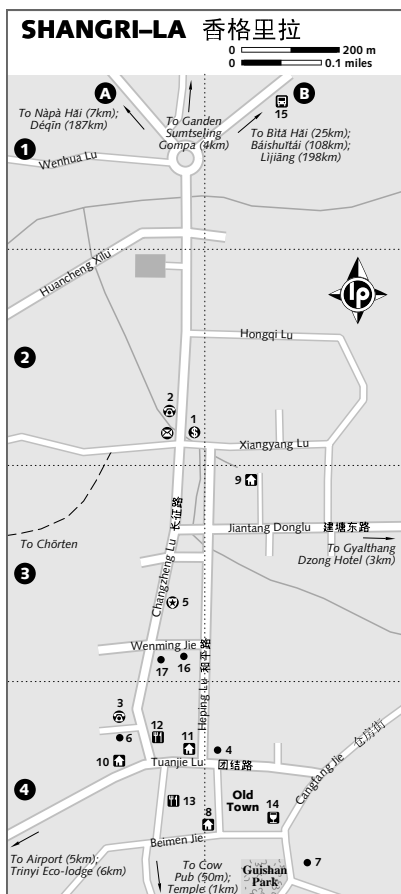 SHANGRI–LA 香格里拉
0 200 m
0 0.1 miles
A
B
15
To Nàpà Hǎi (7km);
Déqīn (187km)
To Ganden
Sumtseling
Gompa (4km)
To Bìtǎ Hǎi (25km);
Báishuǐtái (108km);
Lìjiāng (198km)
1
Wenhua Lu
Huancheng Xilu
lp
Hongqi Lu
2
2
1
$
Xiangyang Lu
9
Changzheng Lu 长征路
Jiantang Donglu 建塘东路
To Chörten
To Gyalthang
Dzong Hotel (3km)
3
5
Wenming Jie
Heping Lu 和平路
17
16
3
6
12
11
4
10
Tuanjie Lu 团结路
Cangfang Jie 仓房街
4
13
Old
Town
14
8
Beimen Jie
To Airport (5km);
Trinyi Eco-lodge (6km)
To Cow
Pub (50m);
Temple (1km)
Guishan
Park
7